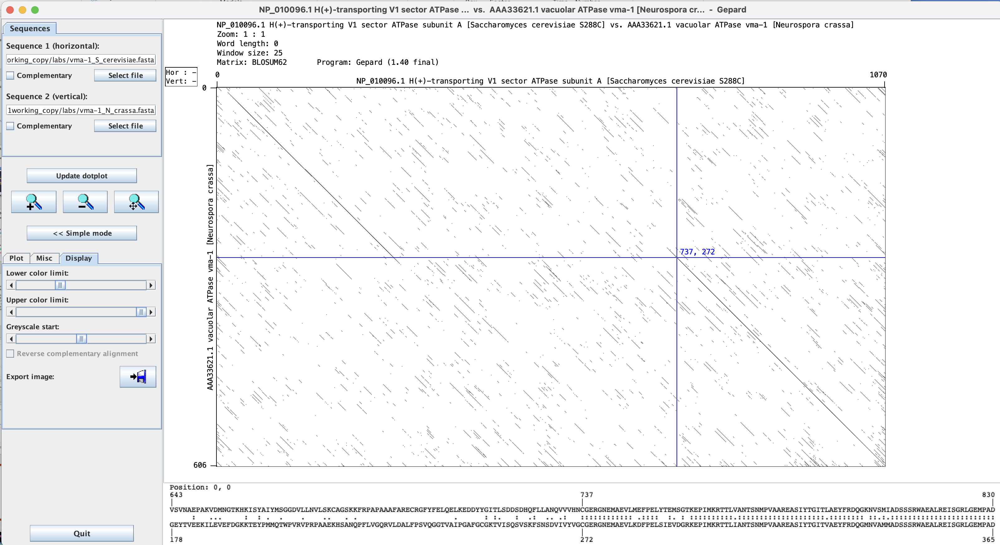 NP_010096.1 H(+)-transporting V1 sector ATPase ... vs. AAA33621.1 vacuolar ATPase vma-1 [Neurospora cr... - Gepard
Sequences
Sequence 1 (horizontal):
orking_copy/labs/vma-1_S_cerevisiae.fasta
Complementary
Select file
Sequence 2 (vertical):
1working_copy/labs/vma-1_N_crassa.fasta
Complementary
Select file
Update dotplot
<< Simple mode
Plot
Misc
Display
Lower color limit:
Upper color limit:
Greyscale start:
Reverse complementary alignment
Export image:
Quit
NP_010096.1 H(+)-transporting V1 sector ATPase subunit A [Saccharomyces cerevisiae S288C] vs. AAA33621.1 vacuolar ATPase vma-1 [Neurospora crassa]
Zoom: 1 : 1
Word length: 0
Window size: 25
Matrix: BLOSUM62 Program: Gepard (1.40 final)
Hor : -
Vert: -
0
1070
NP_010096.1 H(+)-transporting V1 sector ATPase subunit A [Saccharomyces cerevisiae S288C]
0
AAA33621.1 vacuolar ATPase vma-1 [Neurospora crassa]
737, 272
606
Position: 0, 0
643 737 830
VSVNAEPAKVDMNGTKHKISYAIYMSGGDVLLNVLSKCAGSKKFRPAPAAAFARECRGFYFELQELKEDDYYGITLSDDSDHQFLLANQVVVHNCGERGNEMAEVLMEFPELYTEMSGTKEPIMKRTTLVANTSNMPVAAREASIYTGITLAEYFRDQGKNVSMIADSSSRWAEALREISGRLGEMPAD
GEYTVEEKILEVEFDGKKTEYPMMQTWPVRVPRPAAEKHSANQPFLVGQRVLDALFPSVQGGTVAIPGAFGCGKTVISQSVSKFSNSDVIVYVGCGERGNEMAEVLKDFPELSIEVDGRKEPIMKRTTLIANTSNMPVAAREASIYTGITVAEYFRDQGMNVAMMADSSSRWAEALREISGRLGEMPAD
178 272 365